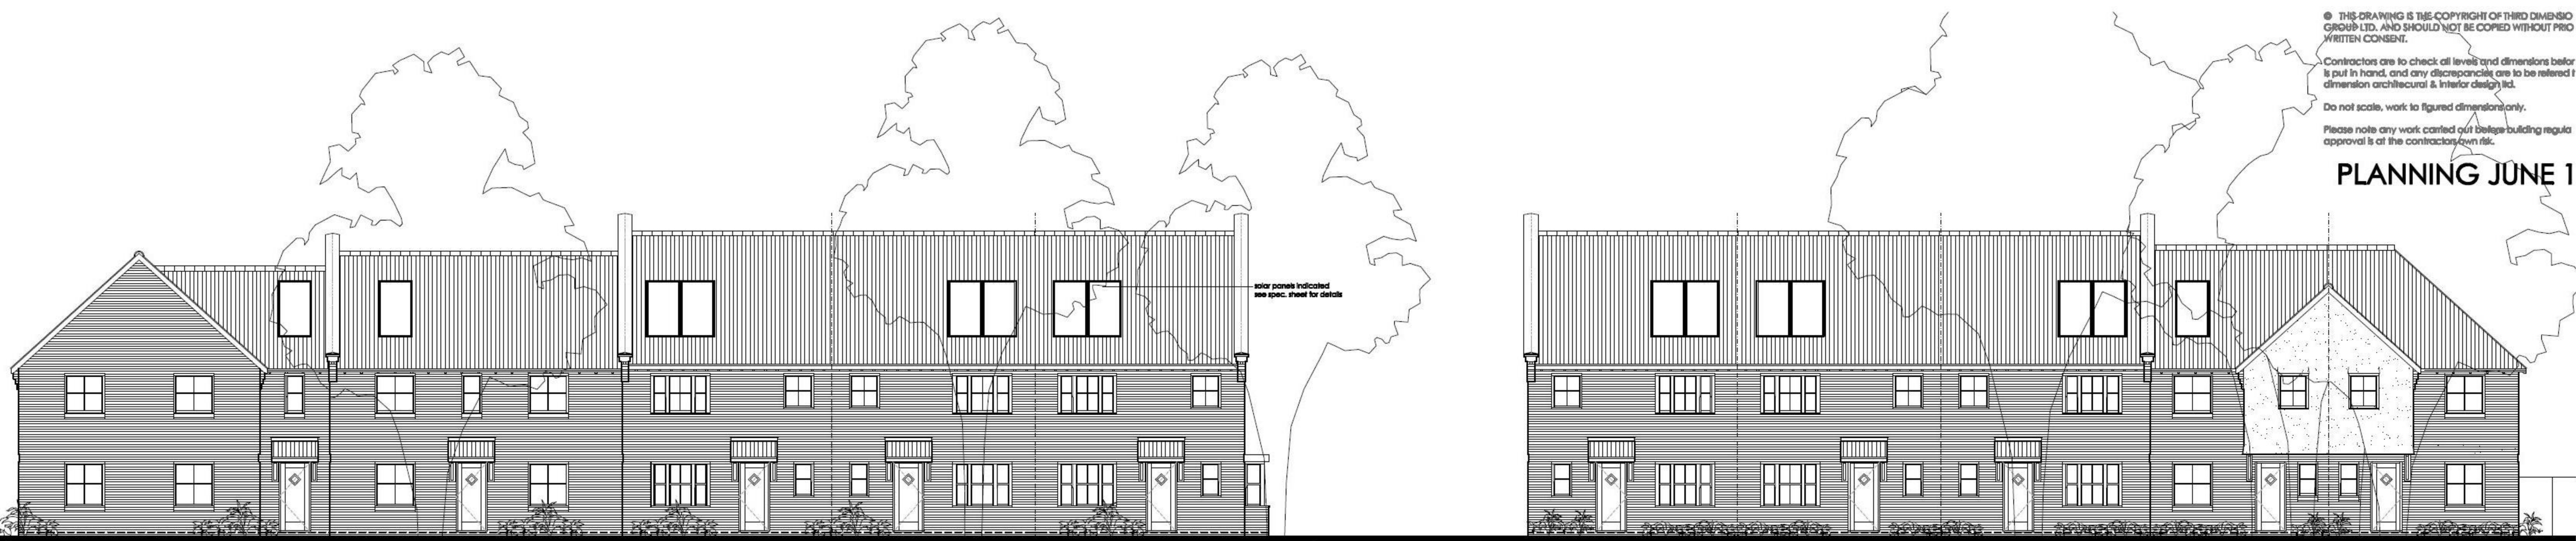 © THIS DRAWING IS THE COPYRIGHT OF THIRD DIMENSIO
GROUP LTD. AND SHOULD NOT BE COPIED WITHOUT PRIO
WRITTEN CONSENT.
Contractors are to check all levels and dimensions befor
is put in hand, and any discrepancies are to be refered t
dimension architecural & interior design ltd.
Do not scale, work to figured dimensions only.
Please note any work carried out before building regula
approval is at the contractors own risk.
PLANNING JUNE 1
solar panels indicated
see spec. sheet for details